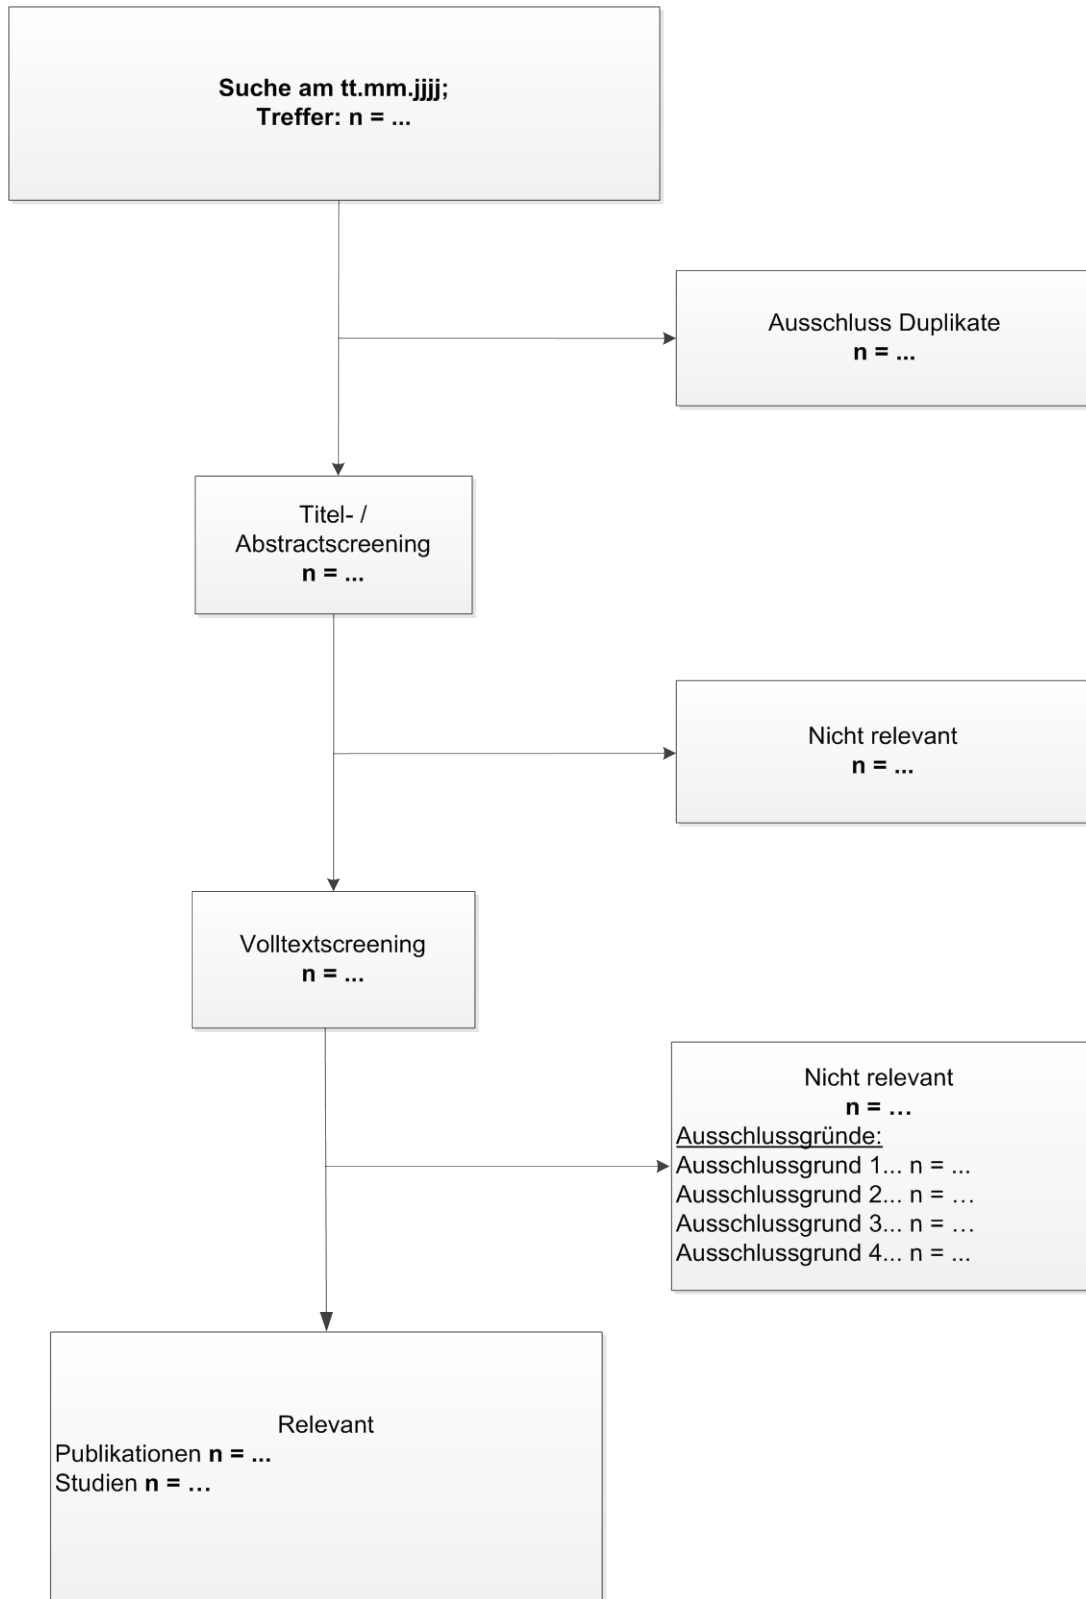 Suche am tt.mm.jjjj;
Treffer: n = ...
Ausschluss Duplikate
n = ...
Titel- /
Abstractscreening
n = ...
Nicht relevant
n = ...
Volltextscreening
n = ...
Nicht relevant
n = ...
Ausschlussgründe:
Ausschlussgrund 1... n = ...
Ausschlussgrund 2... n = ...
Ausschlussgrund 3... n = ...
Ausschlussgrund 4... n = ...
Relevant
Publikationen n = ...
Studien n = ...